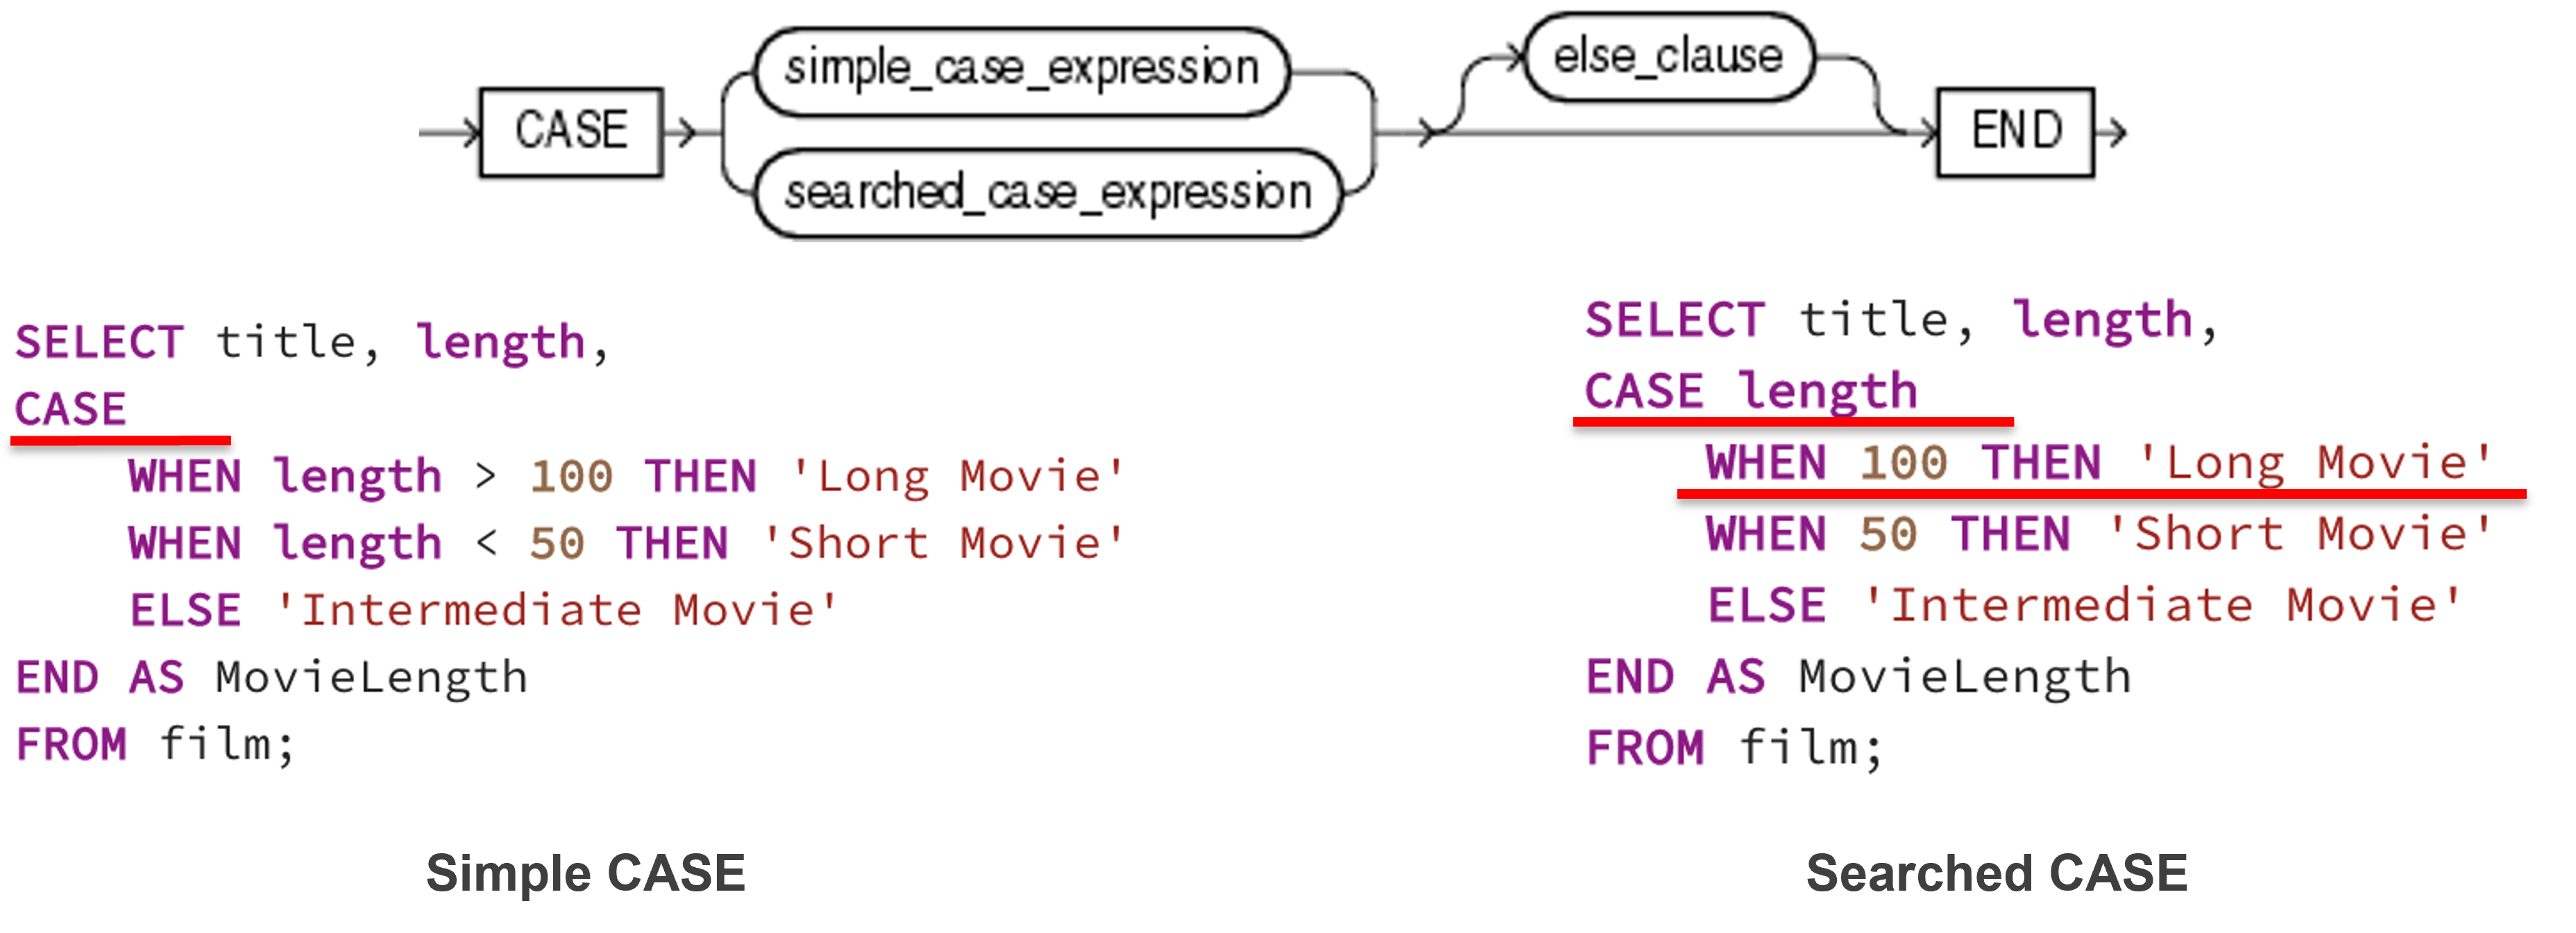 CASE
simple_case_expression
searched_case_expression
else_clause
END
SELECT title, length,
CASE
WHEN length > 100 THEN 'Long Movie'
WHEN length < 50 THEN 'Short Movie'
ELSE 'Intermediate Movie'
END AS MovieLength
FROM film;
Simple CASE
SELECT title, length,
CASE length
WHEN 100 THEN 'Long Movie'
WHEN 50 THEN 'Short Movie'
ELSE 'Intermediate Movie'
END AS MovieLength
FROM film;
Searched CASE